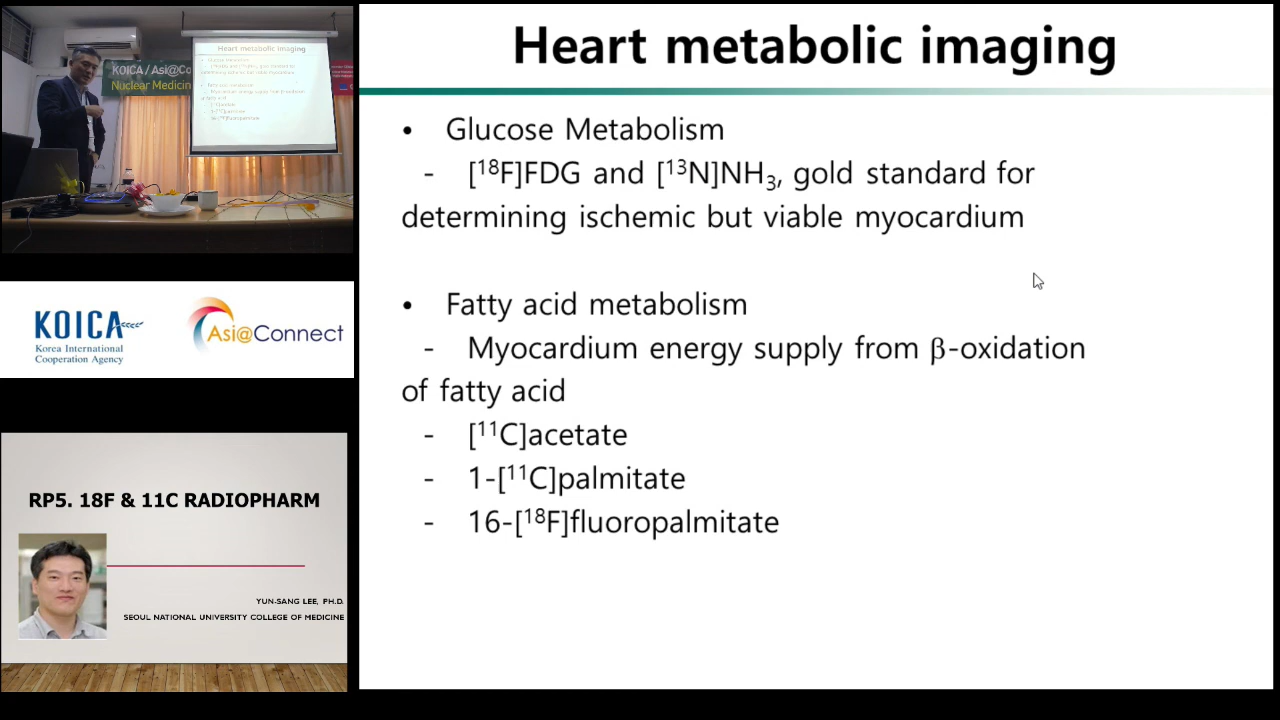 Heart metabolic imaging
• Glucose Metabolism
- [¹⁸F]FDG and [¹³N]NH₃, gold standard for
determining ischemic but viable myocardium
• Fatty acid metabolism
- Myocardium energy supply from β-oxidation
of fatty acid
- [¹¹C]acetate
- 1-[¹¹C]palmitate
- 16-[¹⁸F]fluoropalmitate
Heart metabolic imaging
KOICA / Asi@Co
Nuclear Medicin
KOICA
Korea International
Cooperation Agency
Asi@Connect
RP5. 18F & 11C RADIOPHARM
YUN-SANG LEE, PH.D.
SEOUL NATIONAL UNIVERSITY COLLEGE OF MEDICINE